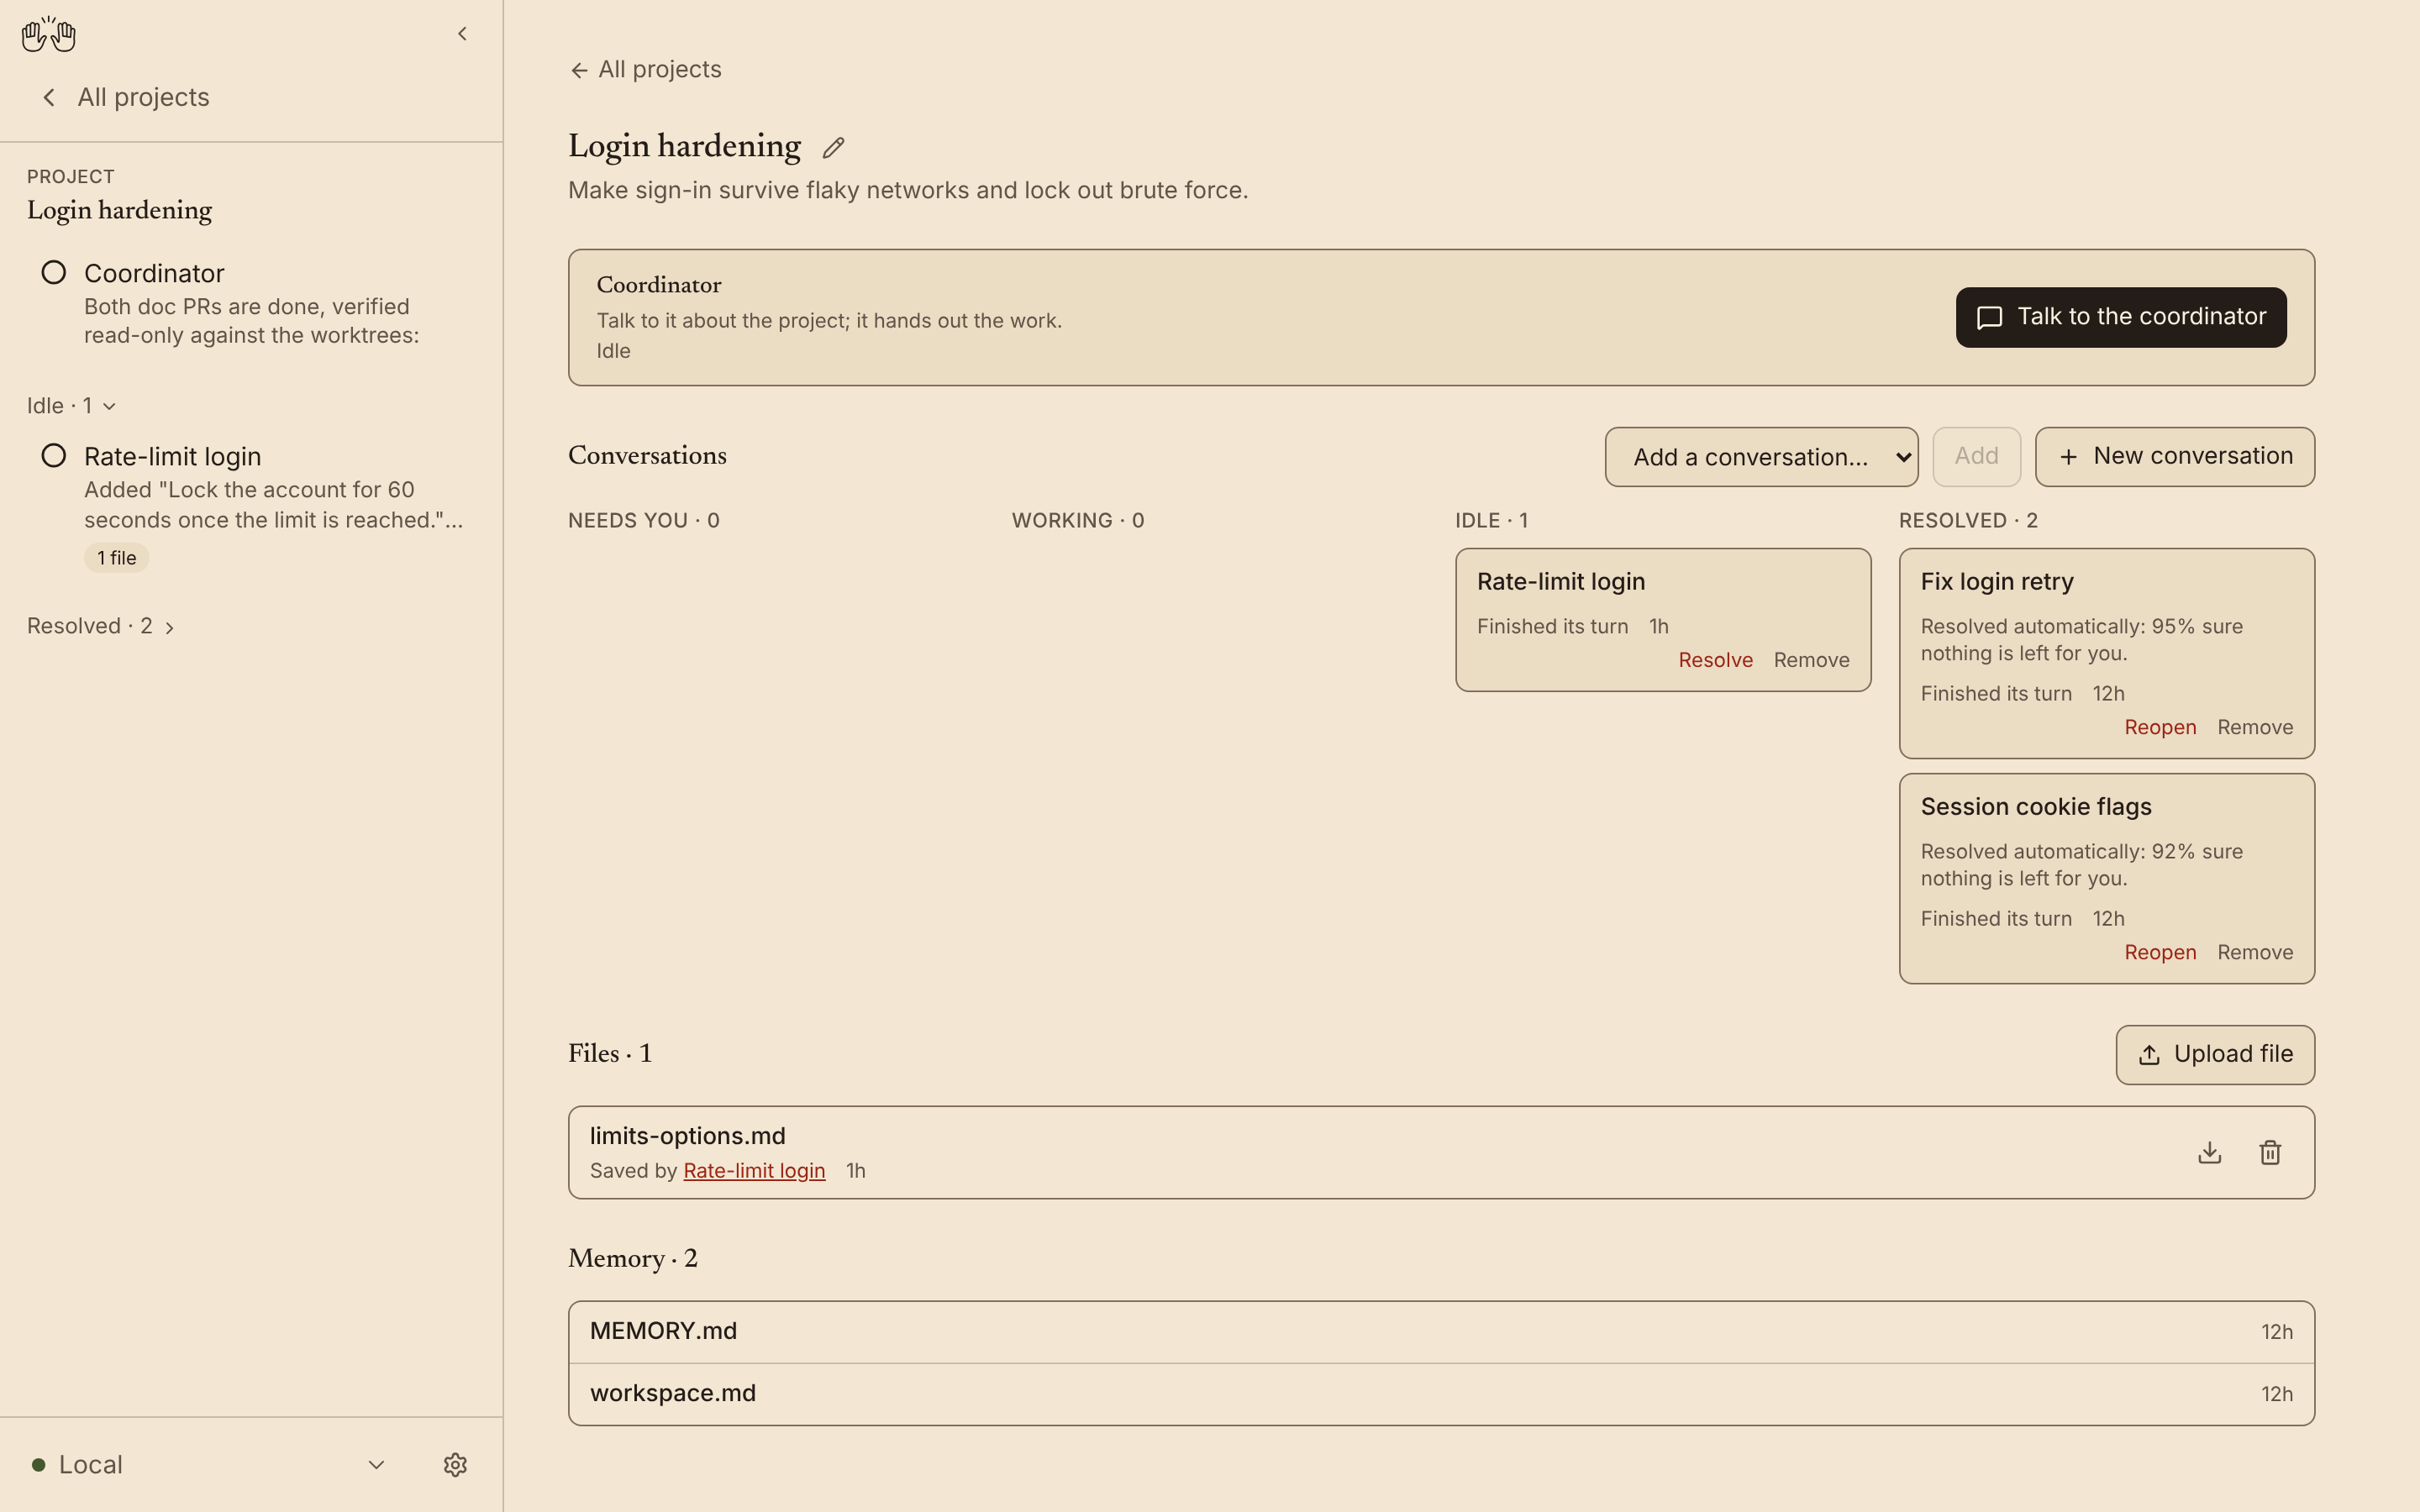 All projects
PROJECT
Login hardening
Coordinator
Both doc PRs are done, verified
read-only against the worktrees:
Idle · 1
Rate-limit login
Added "Lock the account for 60
seconds once the limit is reached."...
1 file
Resolved · 2
Local
All projects
Login hardening
Make sign-in survive flaky networks and lock out brute force.
Coordinator
Talk to it about the project; it hands out the work.
Idle
Talk to the coordinator
Conversations
Add a conversation...
Add
New conversation
NEEDS YOU · 0
WORKING · 0
IDLE · 1
Rate-limit login
Finished its turn 1h
Resolve Remove
RESOLVED · 2
Fix login retry
Resolved automatically: 95% sure
nothing is left for you.
Finished its turn 12h
Reopen Remove
Session cookie flags
Resolved automatically: 92% sure
nothing is left for you.
Finished its turn 12h
Reopen Remove
Files · 1
Upload file
limits-options.md
Saved by Rate-limit login 1h
Memory · 2
MEMORY.md 12h
workspace.md 12h